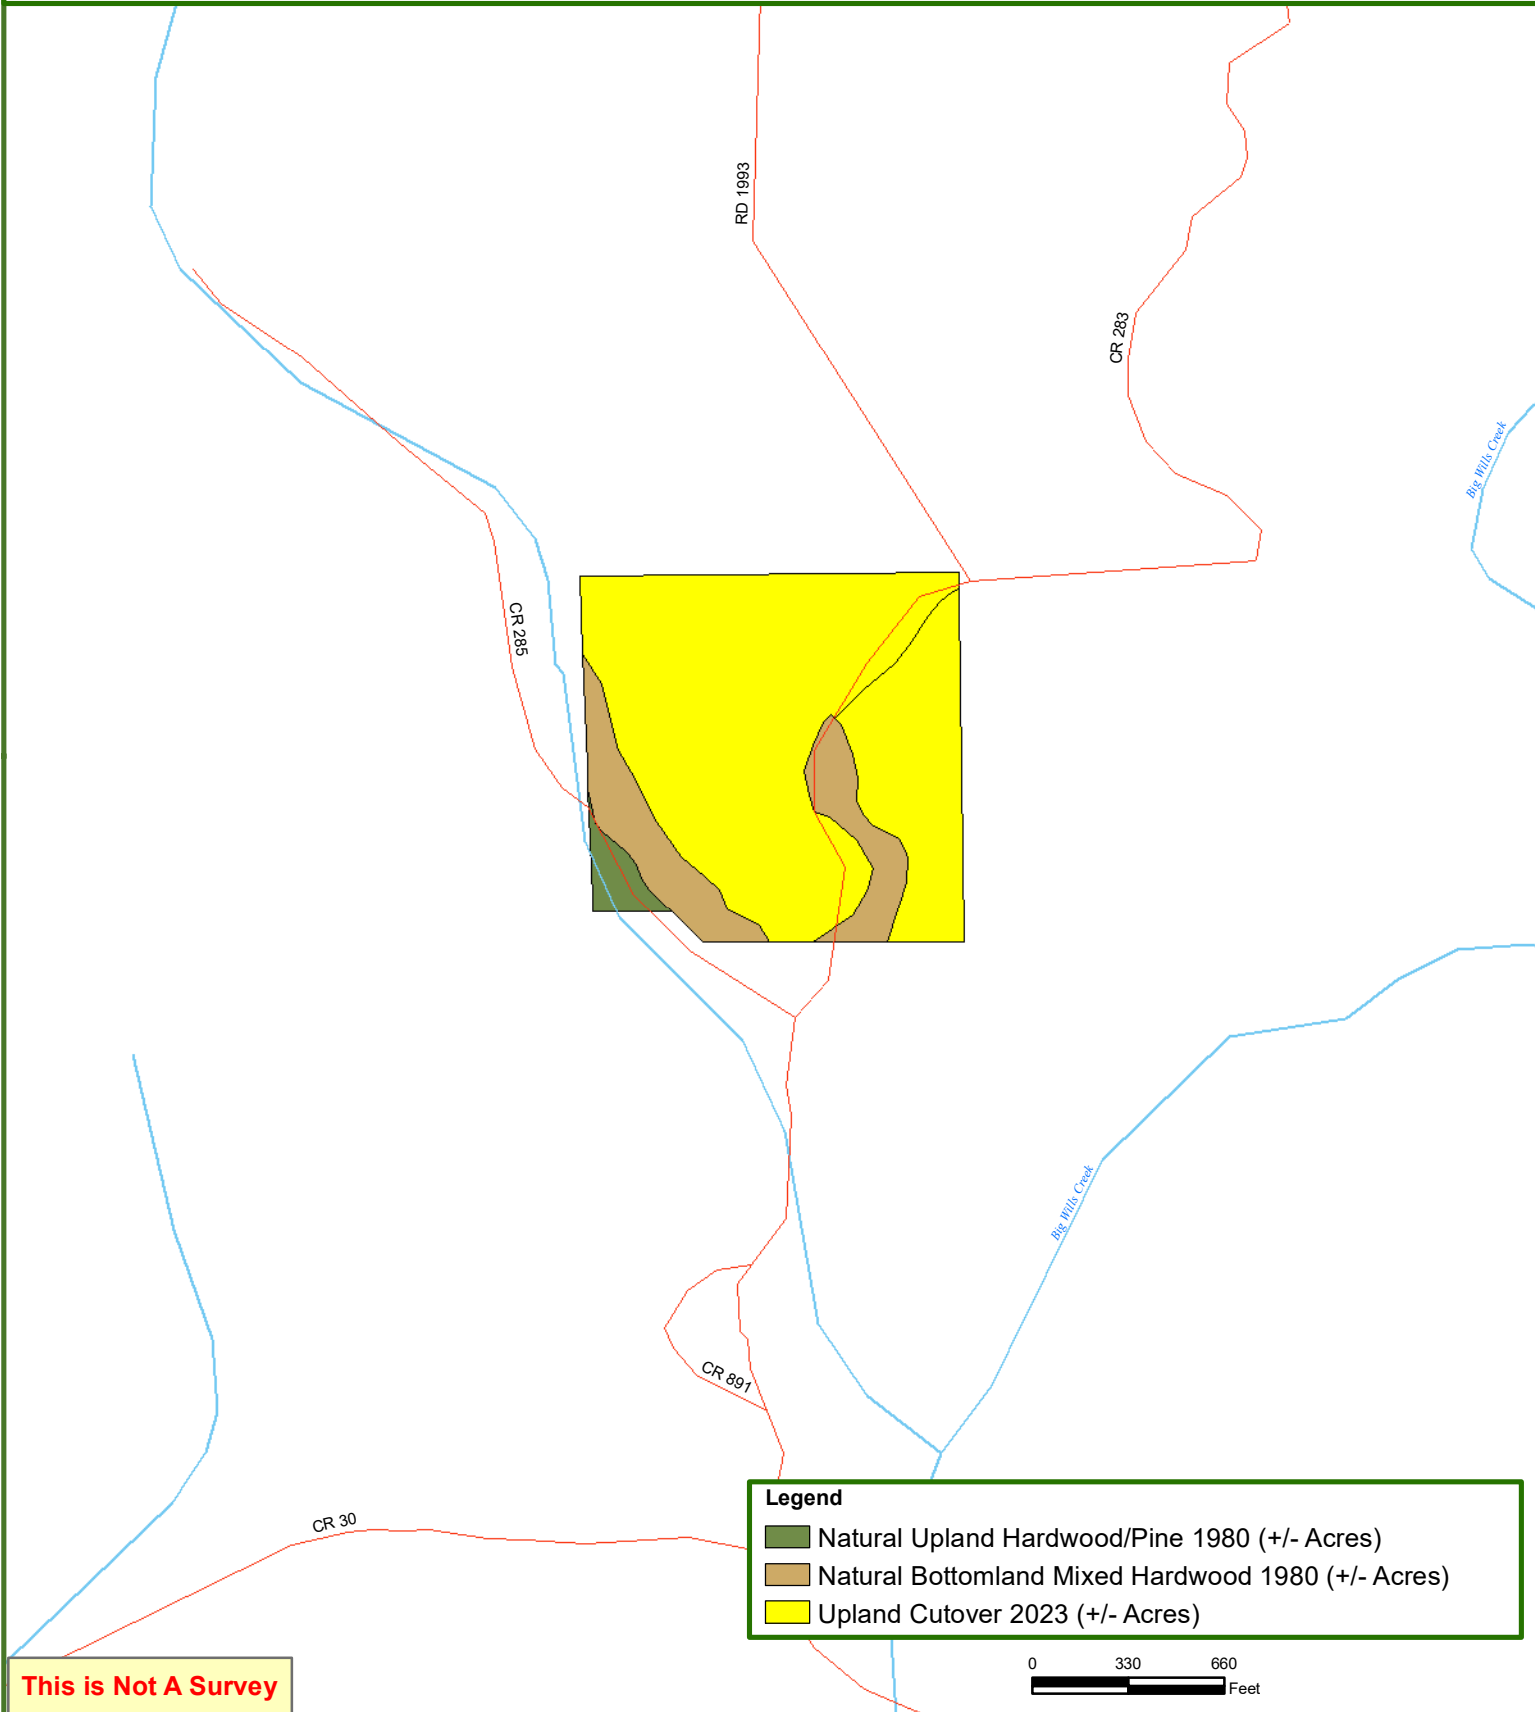 RD 1993
CR 283
Big Wills Creek
CR 285
Big Wills Creek
CR 891
CR 30
Legend
Natural Upland Hardwood/Pine 1980 (+/- Acres)
Natural Bottomland Mixed Hardwood 1980 (+/- Acres)
Upland Cutover 2023 (+/- Acres)
0 330 660
Feet
This is Not A Survey